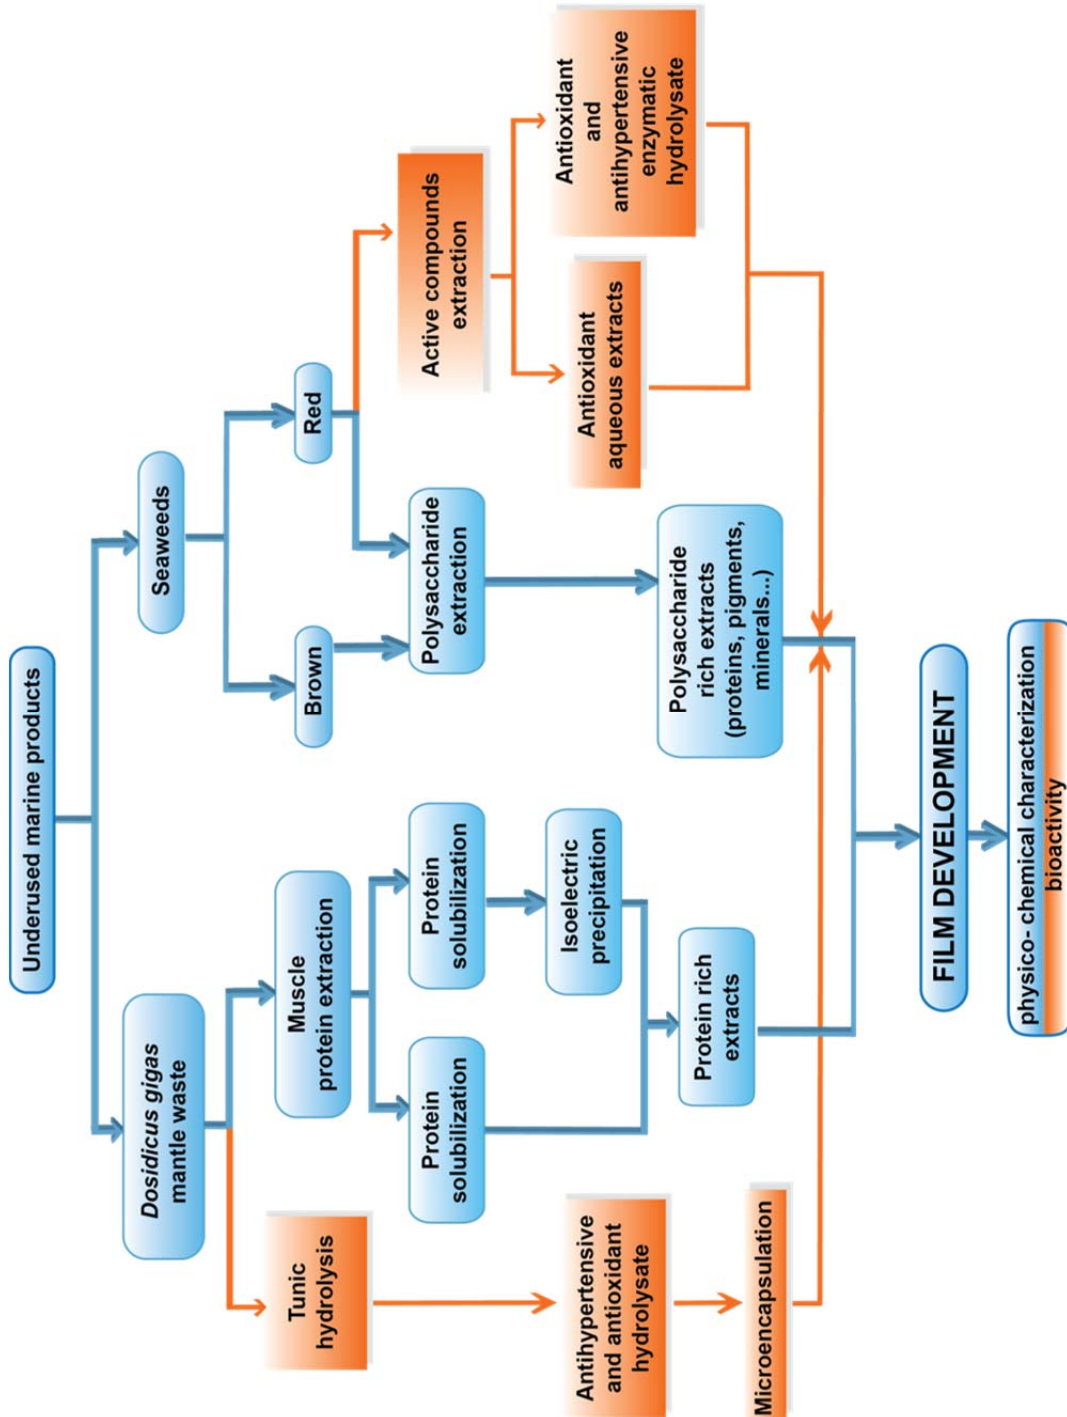 Underused marine products
Dosidicus gigas
mantle waste
Seaweeds
Tunic
hydrolysis
Muscle
protein extraction
Brown
Red
Protein
solubilization
Protein
solubilization
Polysaccharide
extraction
Active compounds
extraction
Isoelectric
precipitation
Antihypertensive
and antioxidant
hydrolysate
Antioxidant
aqueous extracts
Antioxidant
and
antihypertensive
enzymatic
hydrolysate
Protein rich
extracts
Polysaccharide
rich extracts
(proteins, pigments,
minerals...)
Microencapsulation
FILM DEVELOPMENT
physico- chemical characterization
bioactivity